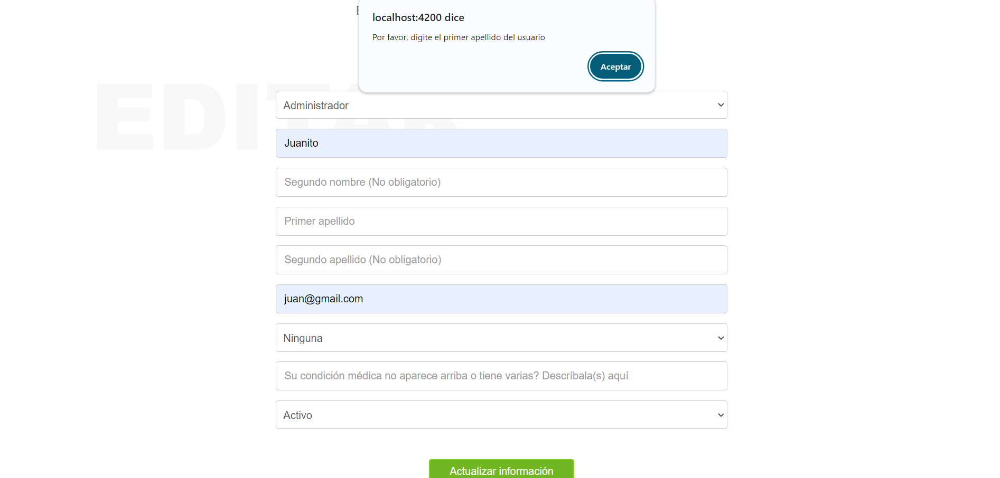 localhost:4200 dice
Por favor, digite el primer apellido del usuario
Aceptar
EDITAR
Administrador
Juanito
Segundo nombre (No obligatorio)
Primer apellido
Segundo apellido (No obligatorio)
juan@gmail.com
Ninguna
Su condición médica no aparece arriba o tiene varias? Descríbala(s) aquí
Activo
Actualizar información